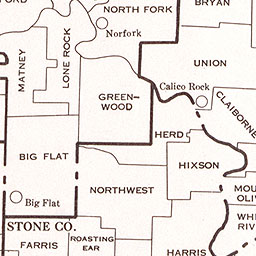 BRYAN
NORTH FORK
Norfork
MATNEY
LONE ROCK
UNION
Calico Rock
GREEN-
WOOD
CLAIBORNE
HERD
BIG FLAT
HIXSON
NORTHWEST
Big Flat
STONE CO.
FARRIS
ROASTING
EAR
HARRIS